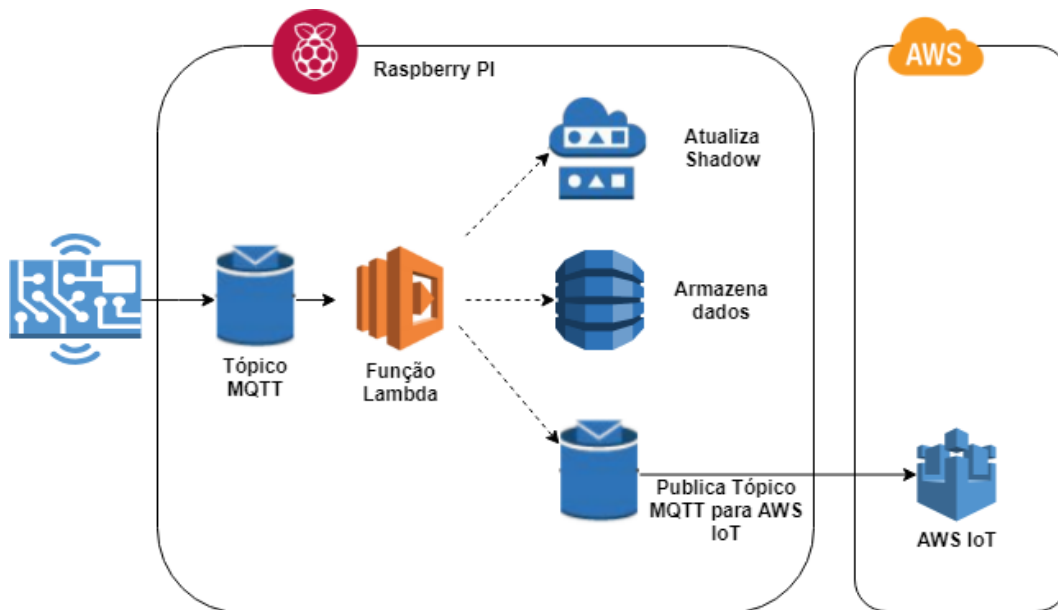 Raspberry PI
AWS
Atualiza
Shadow
Armazena
dados
Tópico
MQTT
Função
Lambda
Publica Tópico
MQTT para AWS
IoT
AWS IoT